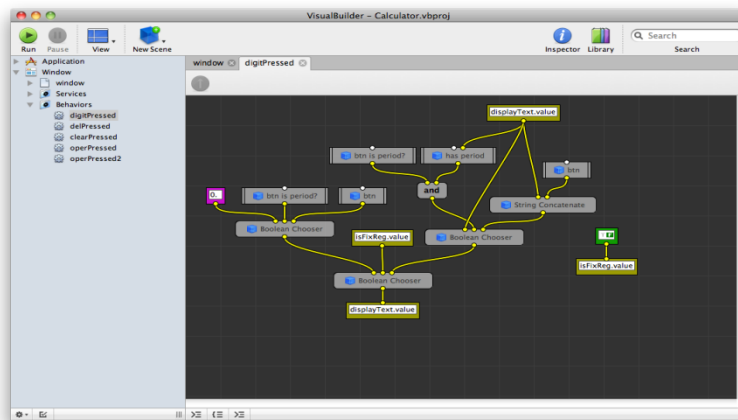 VisualBuilder – Calculator.vbproj
Run Pause View New Scene Inspector Library Search
Search
Application
Window
window
Services
Behaviors
digitPressed
delPressed
clearPressed
operPressed
operPressed2
window digitPressed
displayText.value
btn is period? has period
btn
and
0. btn is period? btn
String Concatenate
Boolean Chooser
isFixReg.value
Boolean Chooser
F
isFixReg.value
Boolean Chooser
displayText.value